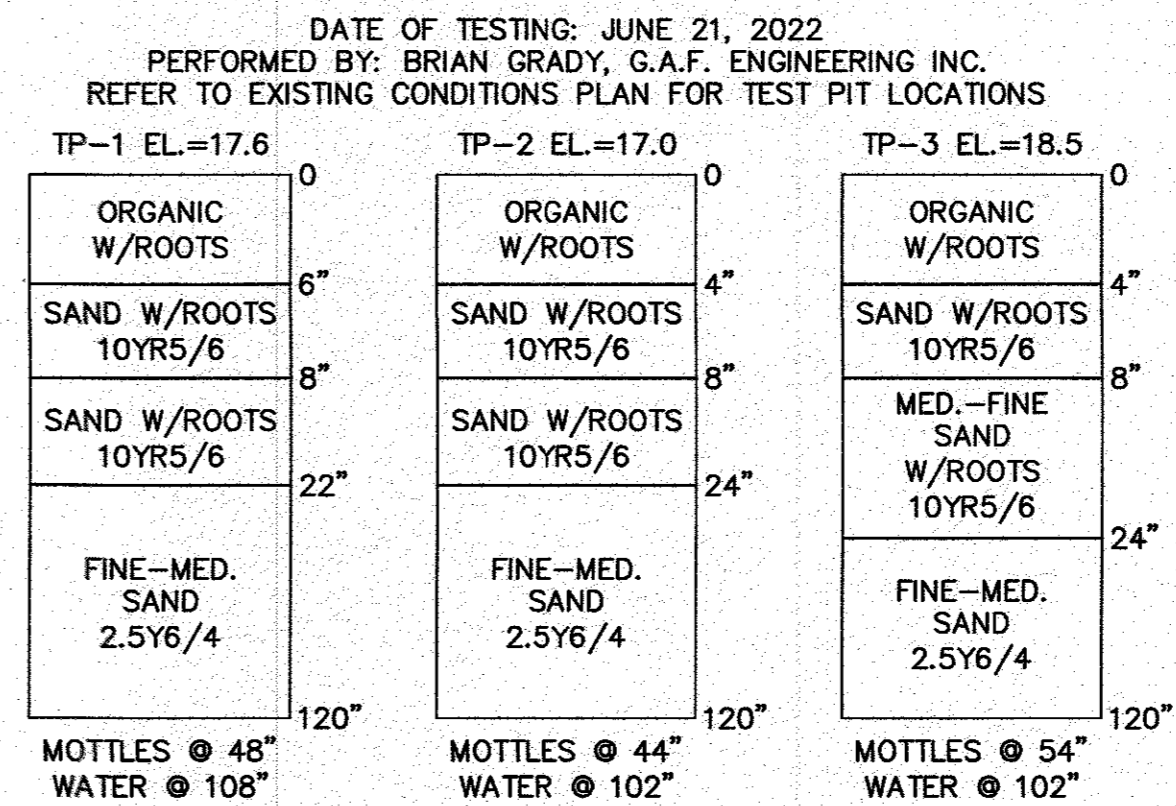 DATE OF TESTING: JUNE 21, 2022
PERFORMED BY: BRIAN GRADY, G.A.F. ENGINEERING INC.
REFER TO EXISTING CONDITIONS PLAN FOR TEST PIT LOCATIONS
TP-1 EL.=17.6
0
ORGANIC
W/ROOTS
6"
SAND W/ROOTS
10YR5/6
8"
SAND W/ROOTS
10YR5/6
22"
FINE-MED.
SAND
2.5Y6/4
120"
MOTTLES @ 48"
WATER @ 108"
TP-2 EL.=17.0
0
ORGANIC
W/ROOTS
4"
SAND W/ROOTS
10YR5/6
8"
SAND W/ROOTS
10YR5/6
24"
FINE-MED.
SAND
2.5Y6/4
120"
MOTTLES @ 44"
WATER @ 102"
TP-3 EL.=18.5
0
ORGANIC
W/ROOTS
4"
SAND W/ROOTS
10YR5/6
8"
MED.-FINE
SAND
W/ROOTS
10YR5/6
24"
FINE-MED.
SAND
2.5Y6/4
120"
MOTTLES @ 54"
WATER @ 102"